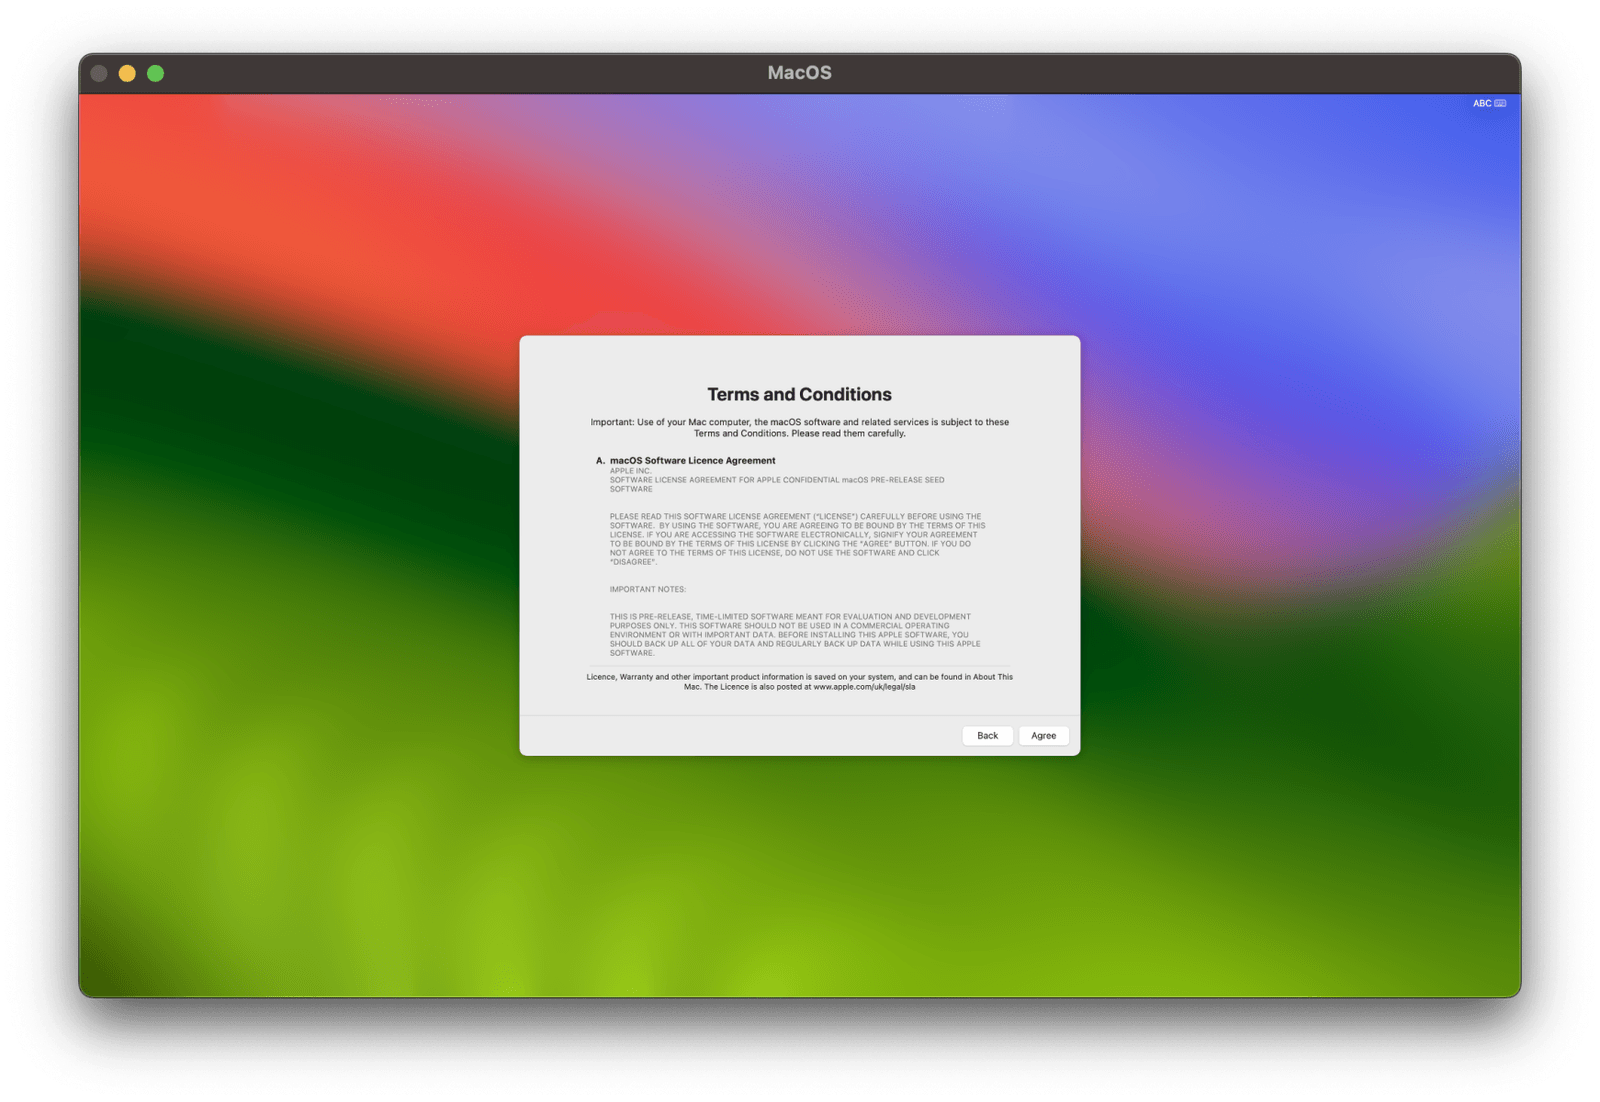 MacOS
ABC
Terms and Conditions
Important: Use of your Mac computer, the macOS software and related services is subject to these
Terms and Conditions. Please read them carefully.
A. macOS Software Licence Agreement
APPLE INC.
SOFTWARE LICENSE AGREEMENT FOR APPLE CONFIDENTIAL macOS PRE-RELEASE SEED
SOFTWARE
PLEASE READ THIS SOFTWARE LICENSE AGREEMENT ("LICENSE") CAREFULLY BEFORE USING THE
SOFTWARE. BY USING THE SOFTWARE, YOU ARE AGREEING TO BE BOUND BY THE TERMS OF THIS
LICENSE. IF YOU ARE ACCESSING THE SOFTWARE ELECTRONICALLY, SIGNIFY YOUR AGREEMENT
TO BE BOUND BY THE TERMS OF THIS LICENSE BY CLICKING THE "AGREE" BUTTON. IF YOU DO
NOT AGREE TO THE TERMS OF THIS LICENSE, DO NOT USE THE SOFTWARE AND CLICK
"DISAGREE".
IMPORTANT NOTES:
THIS IS PRE-RELEASE, TIME-LIMITED SOFTWARE MEANT FOR EVALUATION AND DEVELOPMENT
PURPOSES ONLY. THIS SOFTWARE SHOULD NOT BE USED IN A COMMERCIAL OPERATING
ENVIRONMENT OR WITH IMPORTANT DATA. BEFORE INSTALLING THIS APPLE SOFTWARE, YOU
SHOULD BACK UP ALL OF YOUR DATA AND REGULARLY BACK UP DATA WHILE USING THIS APPLE
SOFTWARE.
Licence, Warranty and other important product information is saved on your system, and can be found in About This
Mac. The Licence is also posted at www.apple.com/uk/legal/sla
Back
Agree